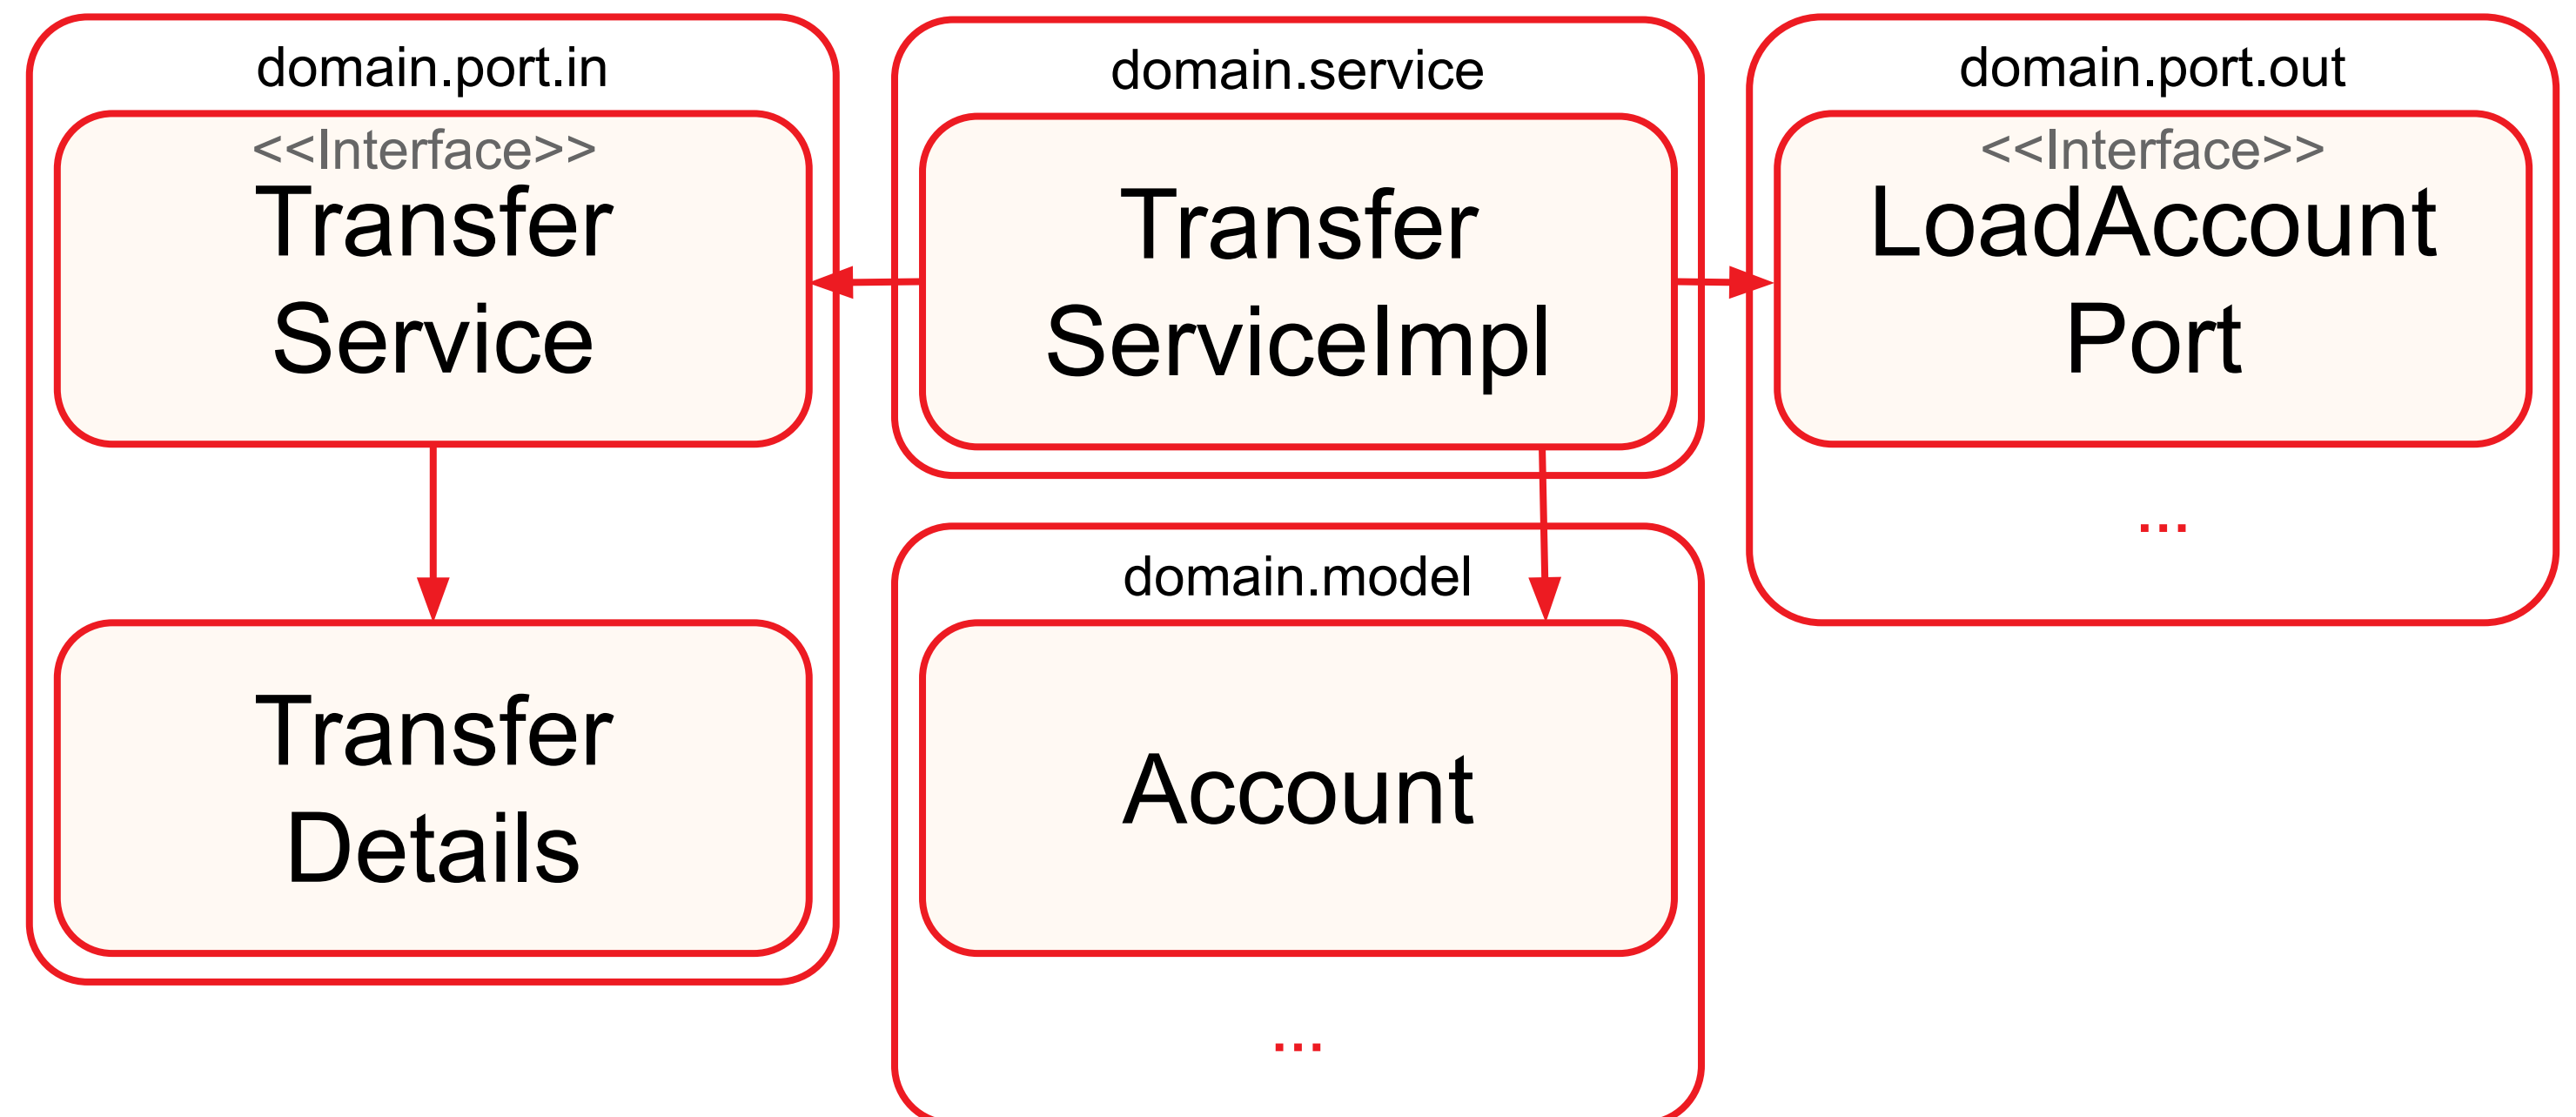 domain.port.in
<<Interface>>
Transfer
Service
Transfer
Details
domain.service
Transfer
ServiceImpl
domain.model
Account
...
domain.port.out
<<Interface>>
LoadAccount
Port
...